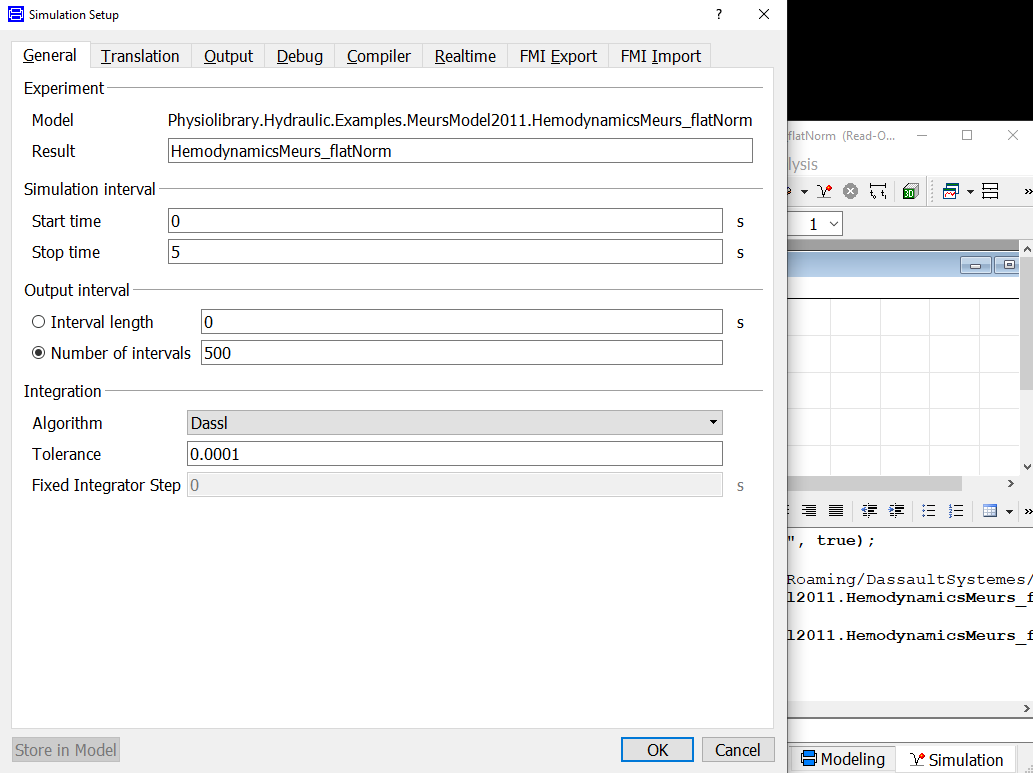 Simulation Setup
?
General Translation Output Debug Compiler Realtime FMI Export FMI Import
Experiment
Model Physiolibrary.Hydraulic.Examples.MeursModel2011.HemodynamicsMeurs_flatNorm
Result HemodynamicsMeurs_flatNorm
Simulation interval
Start time 0 s
Stop time 5 s
Output interval
Interval length 0 s
Number of intervals 500
Integration
Algorithm Dassl
Tolerance 0.0001
Fixed Integrator Step 0 s
Store in Model OK Cancel
flatNorm (Read-O...
lysis
3D »
1
»
", true);
Roaming/DassaultSystemes/
l2011.HemodynamicsMeurs_f
l2011.HemodynamicsMeurs_f
Modeling Simulation